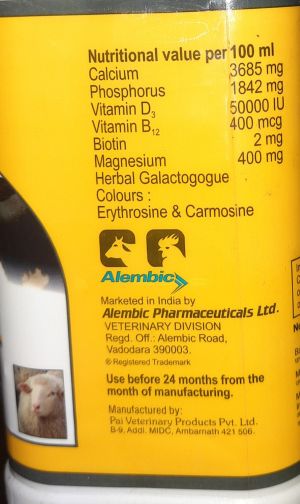 Nutritional value per 100 ml
Calcium 3685 mg
Phosphorus 1842 mg
Vitamin D3 50000 IU
Vitamin B12 400 mcg
Biotin 2 mg
Magnesium 400 mg
Herbal Galactogogue
Colours :
Erythrosine & Carmosine
Alembic
Marketed in India by
Alembic Pharmaceuticals Ltd.
VETERINARY DIVISION
Regd. Off.: Alembic Road,
Vadodara 390003.
® Registered Trademark
Use before 24 months from the
month of manufacturing.
Manufactured by:
Pai Veterinary Products Pvt. Ltd.
B-9. Addl. MIDC, Ambarnath 421 506.